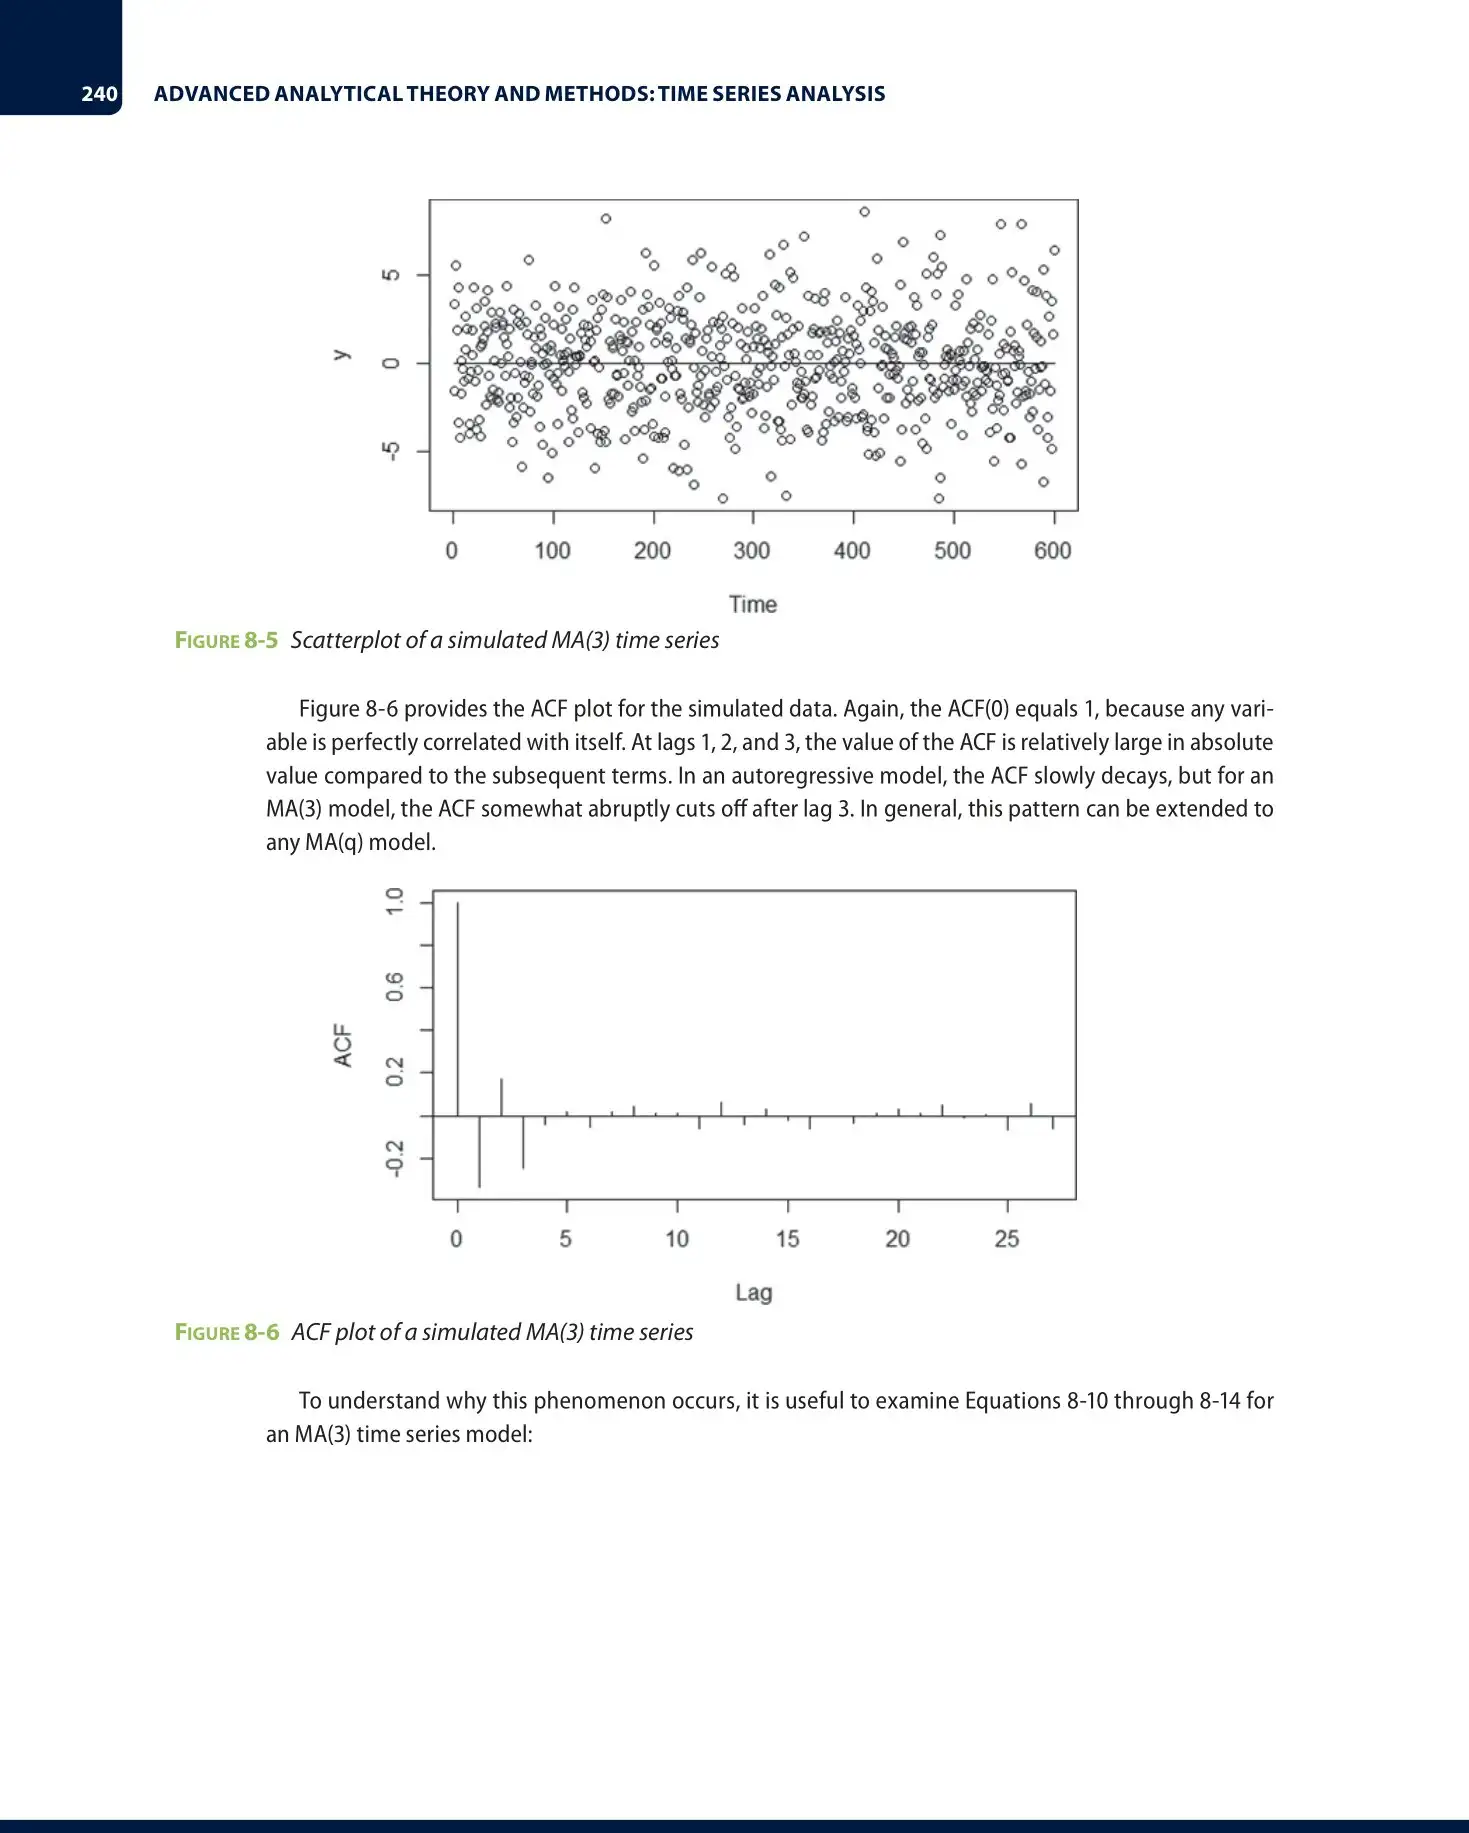 240 ADVANCED ANALYTICAL THEORY AND METHODS: TIME SERIES ANALYSIS
5
0
-5
y
0 100 200 300 400 500 600
Time
FIGURE 8-5 Scatterplot of a simulated MA(3) time series
Figure 8-6 provides the ACF plot for the simulated data. Again, the ACF(0) equals 1, because any vari-
able is perfectly correlated with itself. At lags 1, 2, and 3, the value of the ACF is relatively large in absolute
value compared to the subsequent terms. In an autoregressive model, the ACF slowly decays, but for an
MA(3) model, the ACF somewhat abruptly cuts off after lag 3. In general, this pattern can be extended to
any MA(q) model.
1.0
0.6
0.2
-0.2
ACF
0 5 10 15 20 25
Lag
FIGURE 8-6 ACF plot of a simulated MA(3) time series
To understand why this phenomenon occurs, it is useful to examine Equations 8-10 through 8-14 for
an MA(3) time series model: